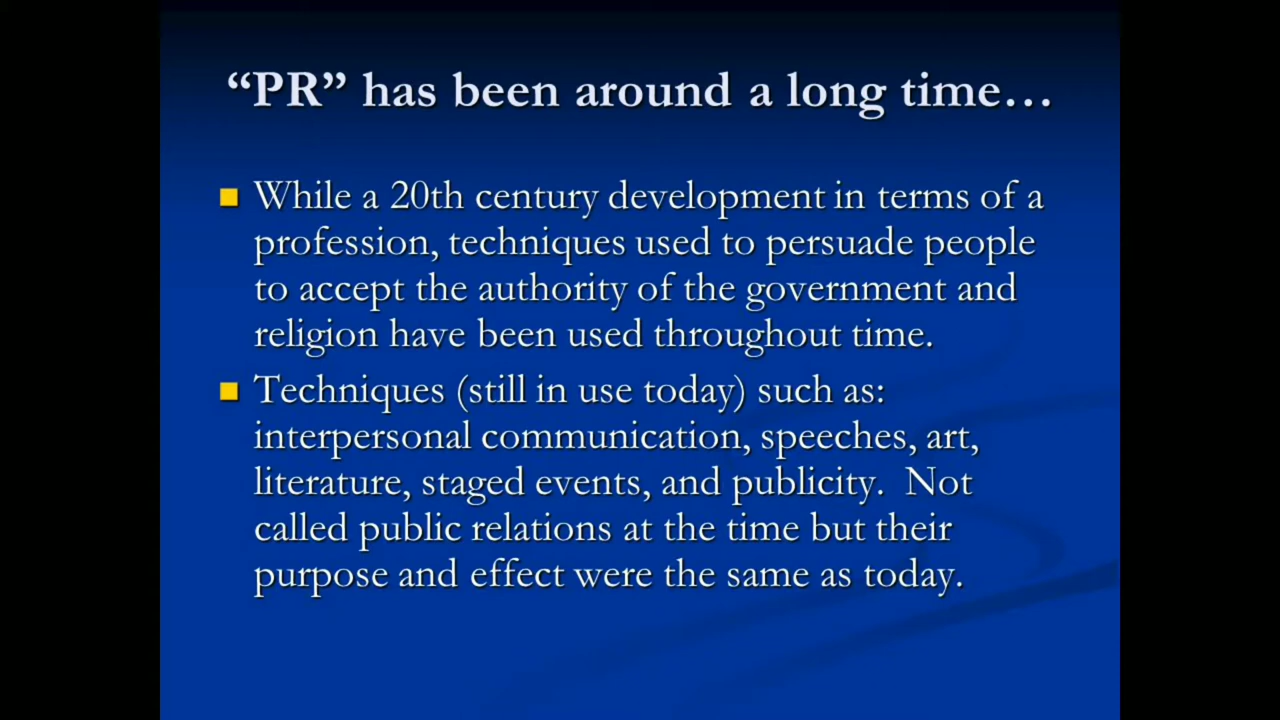 “PR” has been around a long time…
While a 20th century development in terms of a
profession, techniques used to persuade people
to accept the authority of the government and
religion have been used throughout time.
Techniques (still in use today) such as:
interpersonal communication, speeches, art,
literature, staged events, and publicity.  Not
called public relations at the time but their
purpose and effect were the same as today.